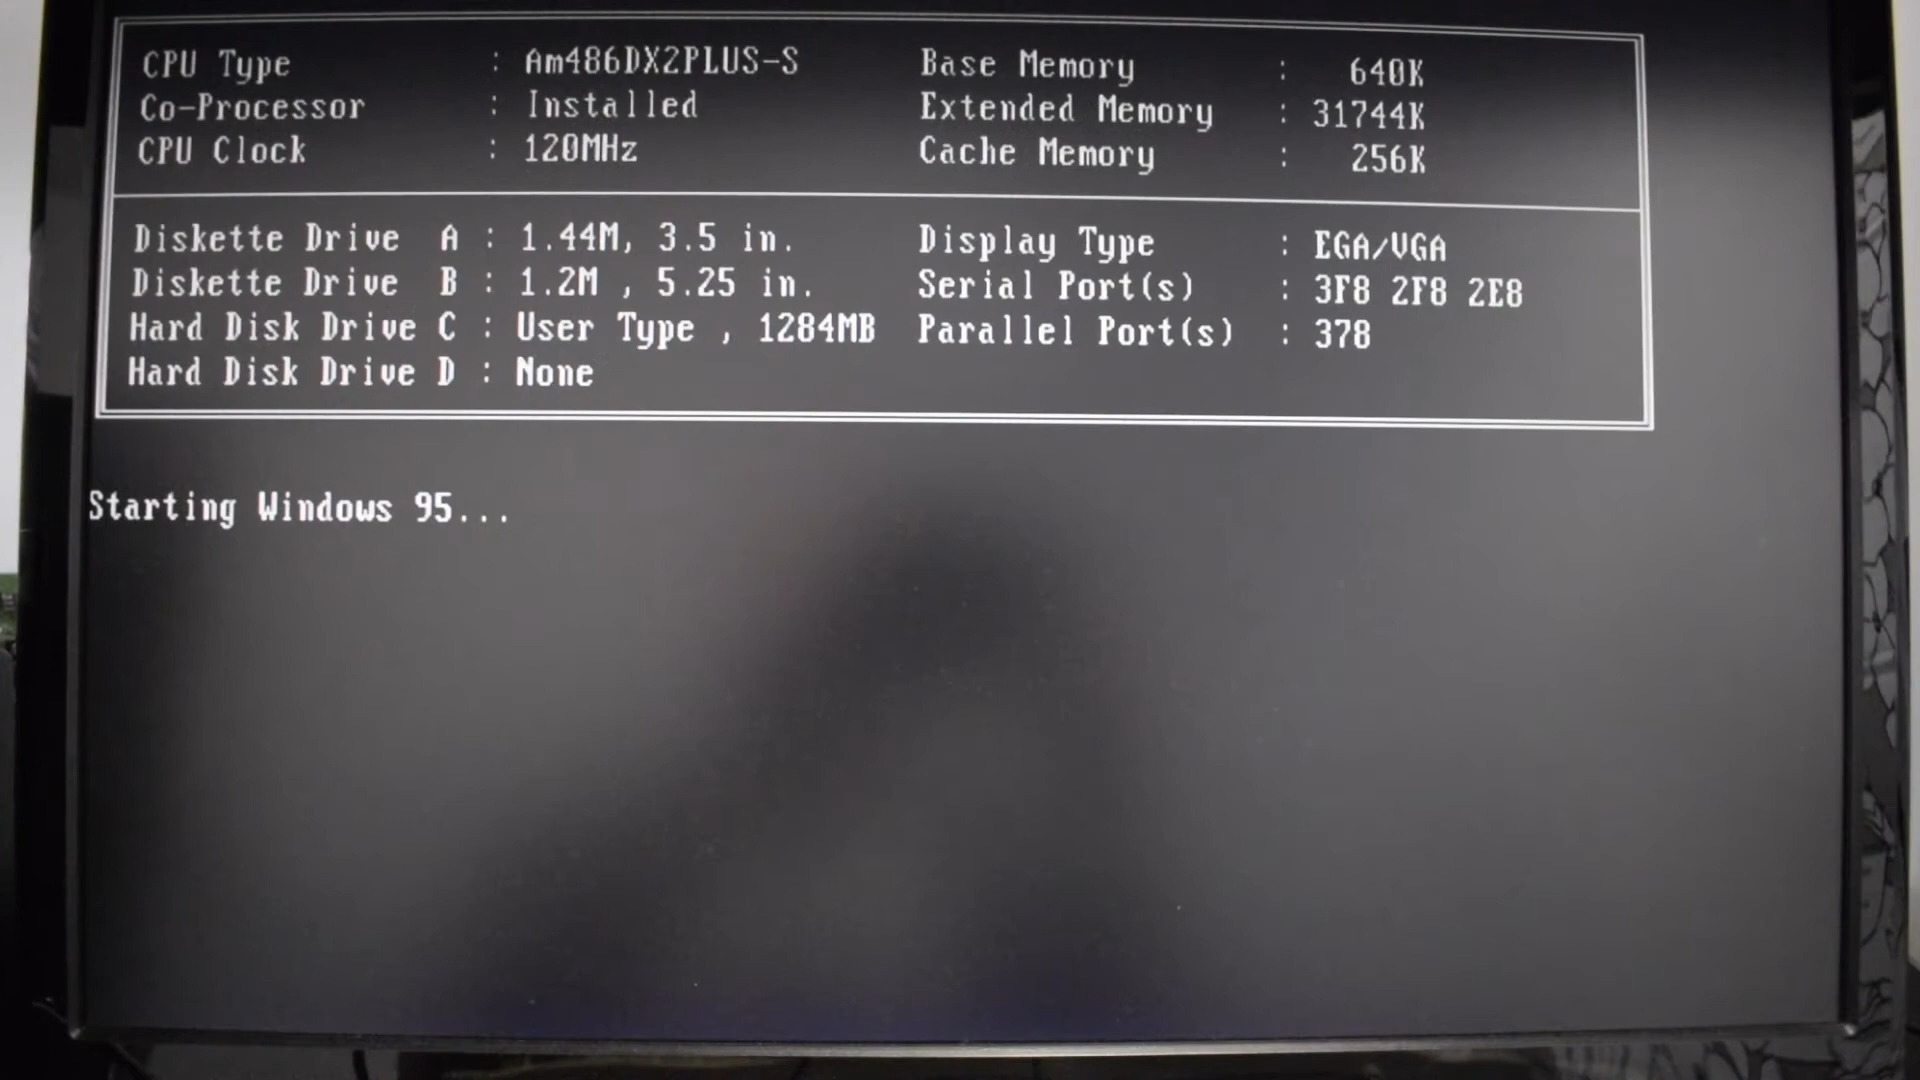 CPU Type : Am486DX2PLUS-S Base Memory : 640K
Co-Processor : Installed Extended Memory : 31744K
CPU Clock : 120MHz Cache Memory : 256K
Diskette Drive A : 1.44M, 3.5 in. Display Type : EGA/VGA
Diskette Drive B : 1.2M , 5.25 in. Serial Port(s) : 3F8 2F8 2E8
Hard Disk Drive C : User Type , 1284MB Parallel Port(s) : 378
Hard Disk Drive D : None
Starting Windows 95...